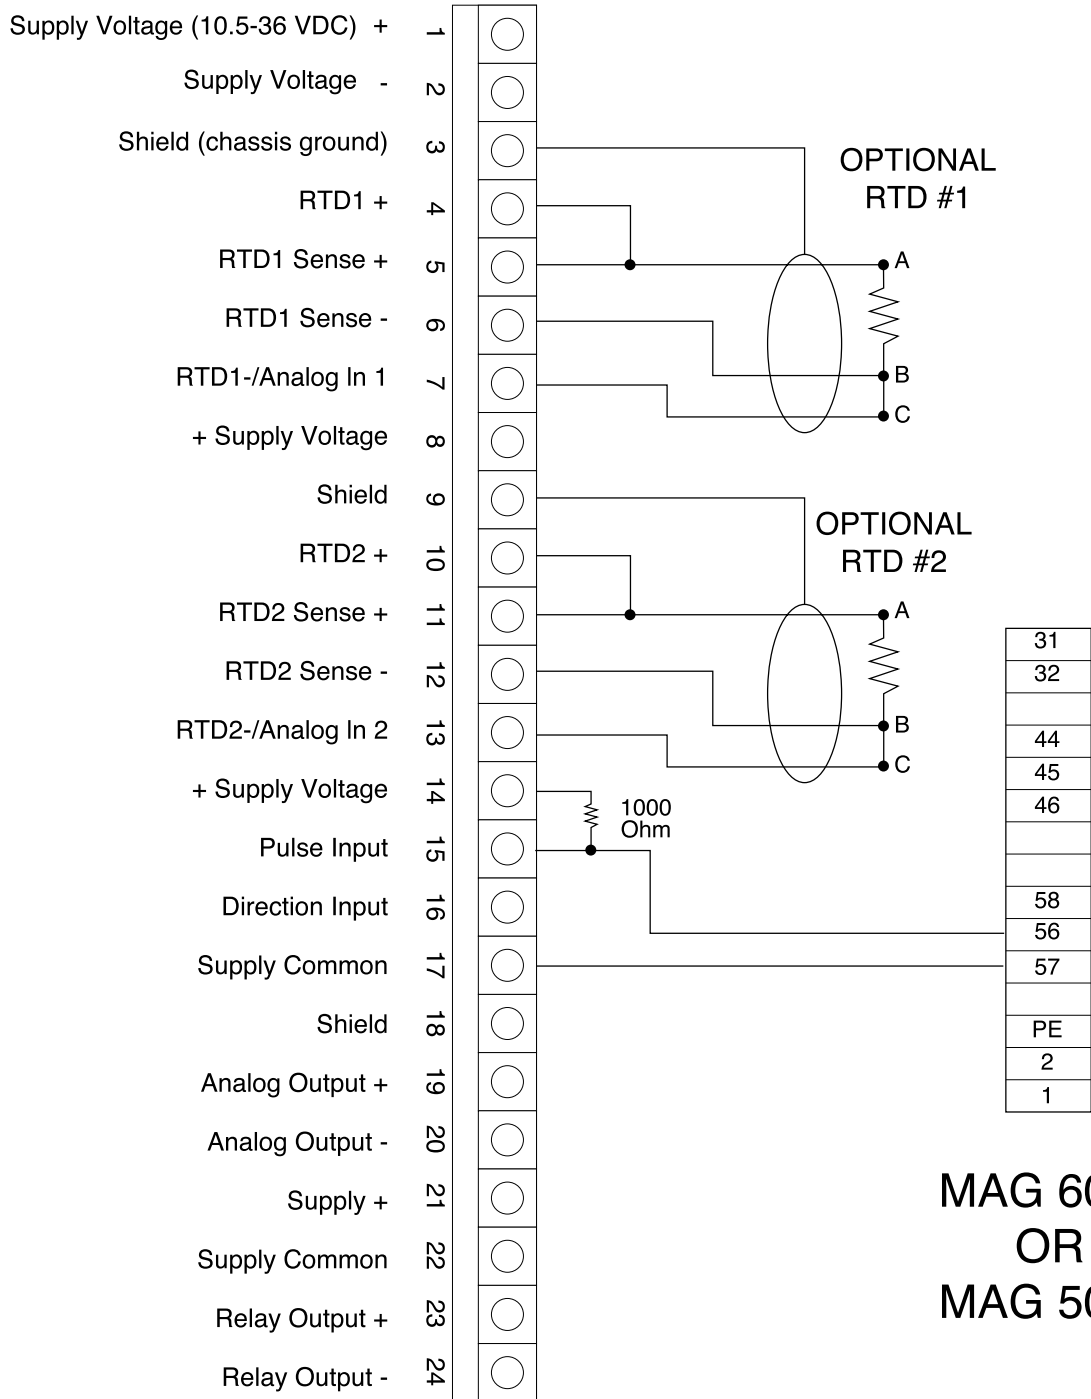 Supply Voltage (10.5-36 VDC) + 1
Supply Voltage - 2
Shield (chassis ground) 3
RTD1 + 4
RTD1 Sense + 5
RTD1 Sense - 6
RTD1-/Analog In 1 7
+ Supply Voltage 8
Shield 9
RTD2 + 10
RTD2 Sense + 11
RTD2 Sense - 12
RTD2-/Analog In 2 13
+ Supply Voltage 14
Pulse Input 15
Direction Input 16
Supply Common 17
Shield 18
Analog Output + 19
Analog Output - 20
Supply + 21
Supply Common 22
Relay Output + 23
Relay Output - 24
OPTIONAL
RTD #1
A
B
C
OPTIONAL
RTD #2
A
B
C
1000
Ohm
31
32
44
45
46
58
56
57
PE
2
1
MAG 60
OR
MAG 50